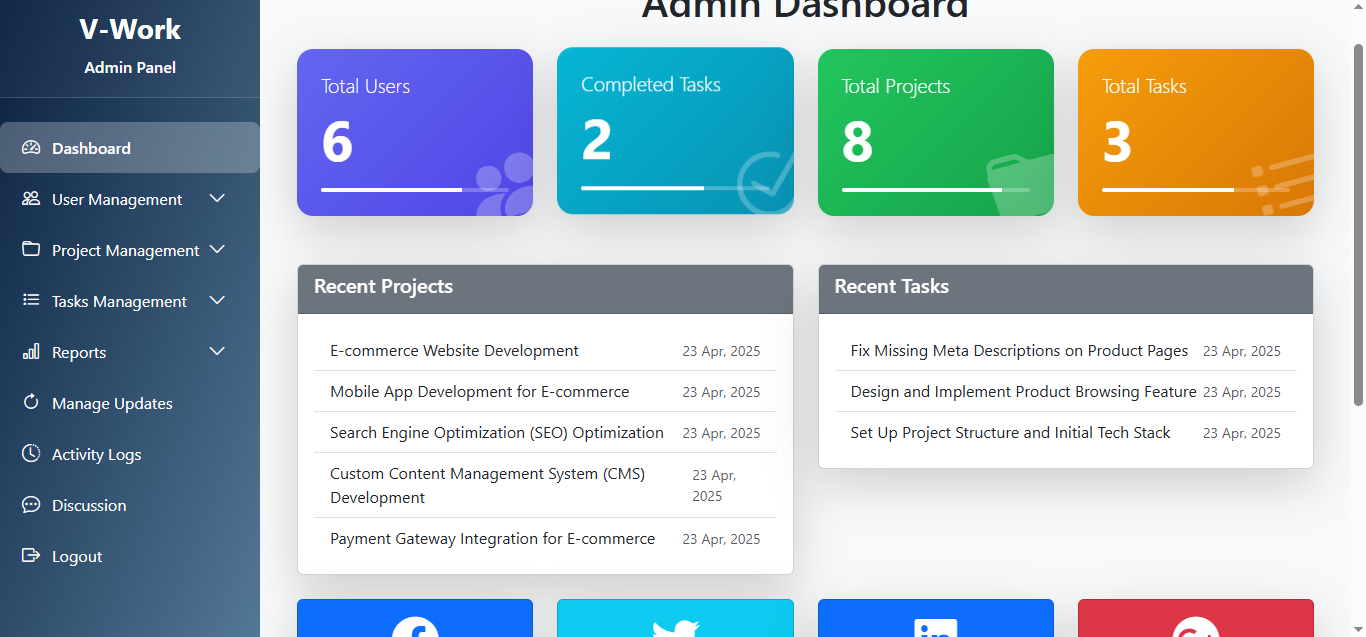 V-Work
Admin Panel
Dashboard
User Management
Project Management
Tasks Management
Reports
Manage Updates
Activity Logs
Discussion
Logout
Admin Dashboard
Total Users
6
Completed Tasks
2
Total Projects
8
Total Tasks
3
Recent Projects
E-commerce Website Development 23 Apr, 2025
Mobile App Development for E-commerce 23 Apr, 2025
Search Engine Optimization (SEO) Optimization 23 Apr, 2025
Custom Content Management System (CMS) 23 Apr,
Development 2025
Payment Gateway Integration for E-commerce 23 Apr, 2025
Recent Tasks
Fix Missing Meta Descriptions on Product Pages 23 Apr, 2025
Design and Implement Product Browsing Feature 23 Apr, 2025
Set Up Project Structure and Initial Tech Stack 23 Apr, 2025